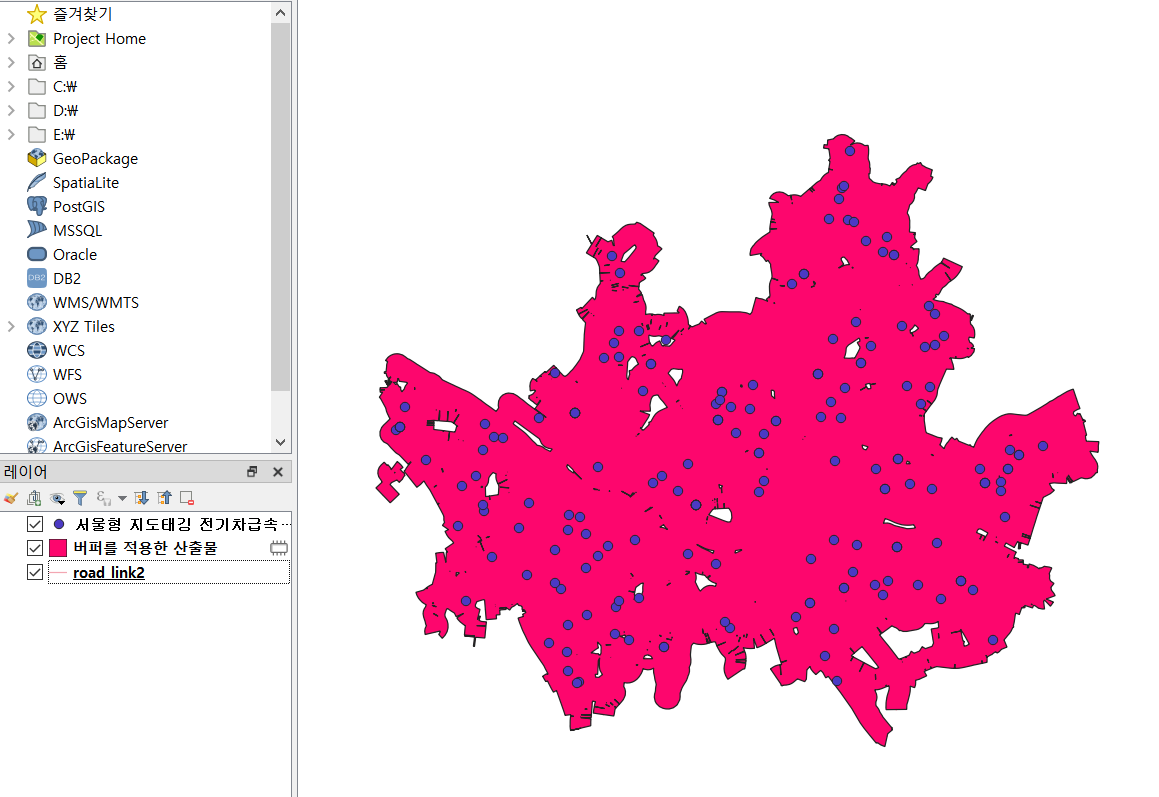 즐겨찾기
Project Home
홈
C:₩
D:₩
E:₩
GeoPackage
SpatiaLite
PostGIS
MSSQL
Oracle
DB2
WMS/WMTS
XYZ Tiles
WCS
WFS
OWS
ArcGisMapServer
ArcGisFeatureServer
레이어
서울형 지도태깅 전기차급속…
버퍼를 적용한 산출물
road_link2